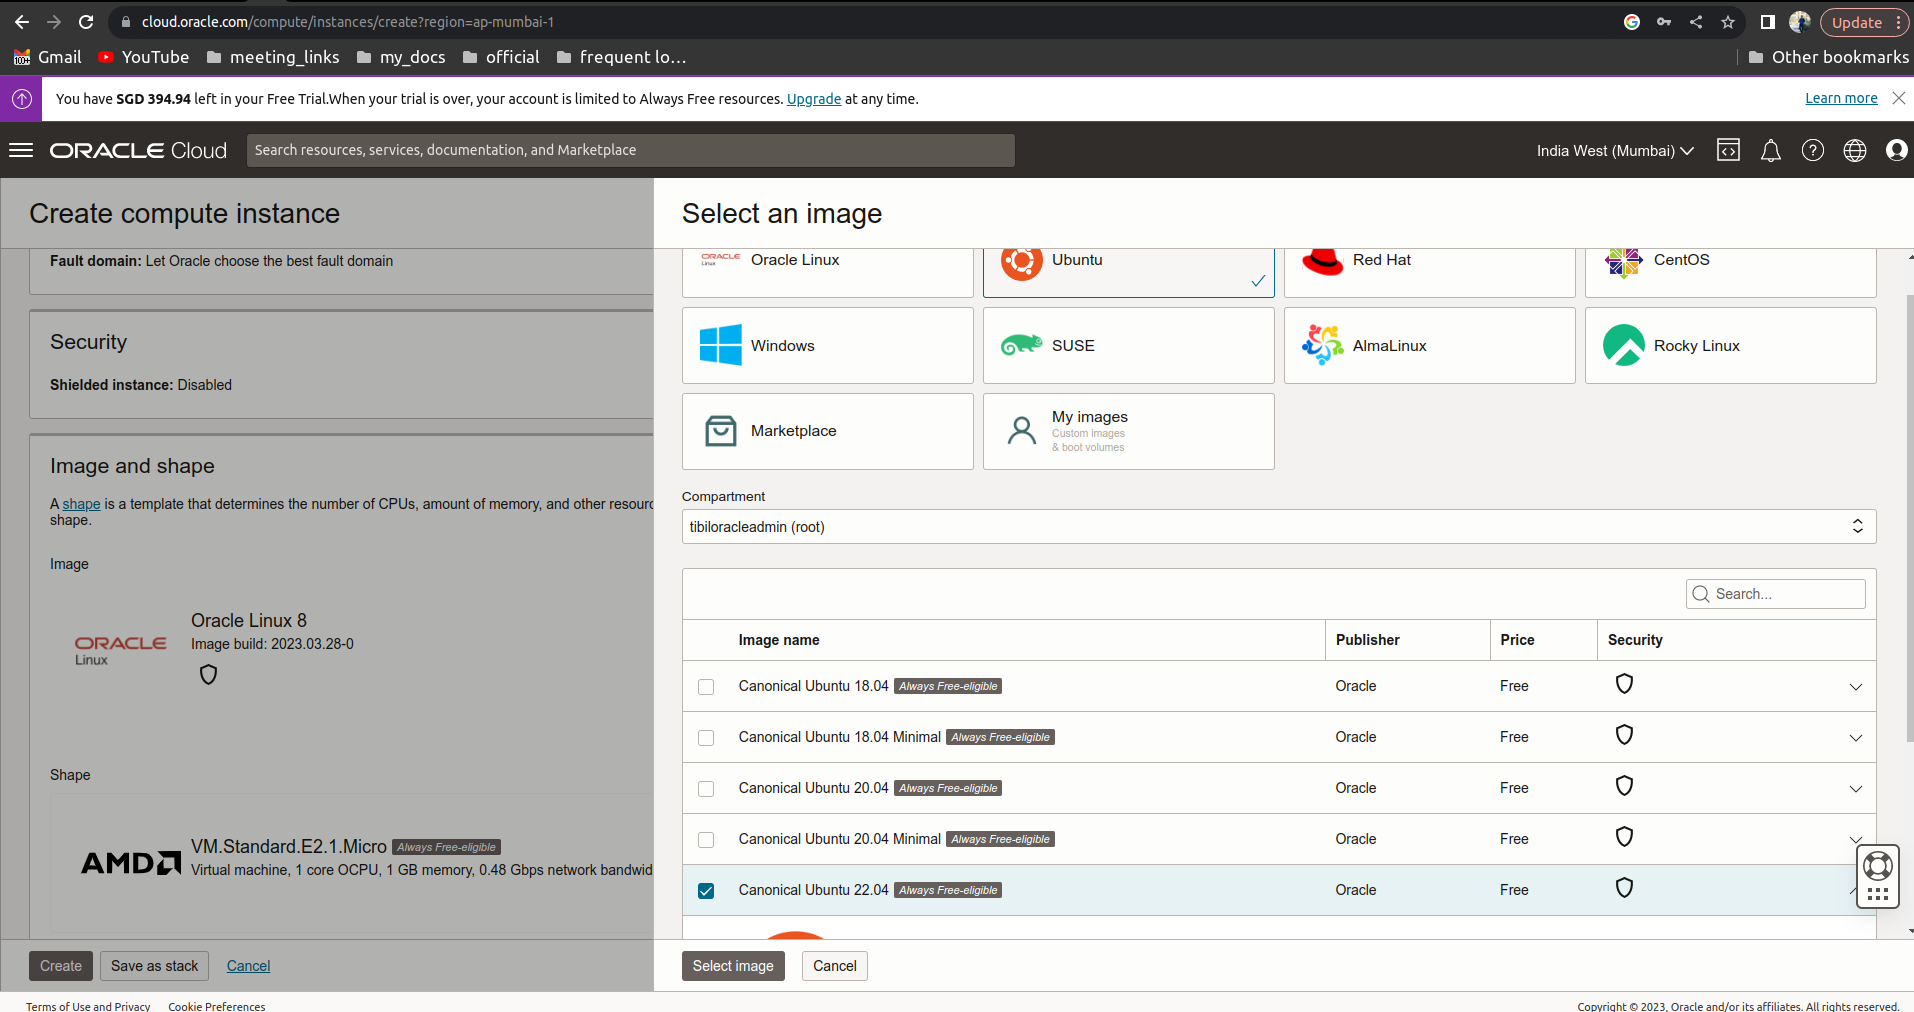 cloud.oracle.com/compute/instances/create?region=ap-mumbai-1
Update
Gmail
YouTube
meeting_links
my_docs
official
frequent lo...
Other bookmarks
You have SGD 394.94 left in your Free Trial.When your trial is over, your account is limited to Always Free resources. Upgrade at any time.
Learn more
ORACLE Cloud
Search resources, services, documentation, and Marketplace
India West (Mumbai)
Create compute instance
Fault domain: Let Oracle choose the best fault domain
Security
Shielded instance: Disabled
Image and shape
A shape is a template that determines the number of CPUs, amount of memory, and other resourc
shape.
Image
ORACLE
Linux
Oracle Linux 8
Image build: 2023.03.28-0
Shape
AMD
VM.Standard.E2.1.Micro Always Free-eligible
Virtual machine, 1 core OCPU, 1 GB memory, 0.48 Gbps network bandwid
Create
Save as stack
Cancel
Select an image
ORACLE
Linux
Oracle Linux
Ubuntu
Red Hat
CentOS
Windows
SUSE
AlmaLinux
Rocky Linux
Marketplace
My images
Custom images
& boot volumes
Compartment
tibiloracleadmin (root)
Search...
Image name Publisher Price Security
Canonical Ubuntu 18.04 Always Free-eligible Oracle Free
Canonical Ubuntu 18.04 Minimal Always Free-eligible Oracle Free
Canonical Ubuntu 20.04 Always Free-eligible Oracle Free
Canonical Ubuntu 20.04 Minimal Always Free-eligible Oracle Free
Canonical Ubuntu 22.04 Always Free-eligible Oracle Free
Select image
Cancel
Terms of Use and Privacy
Cookie Preferences
Copyright © 2023, Oracle and/or its affiliates. All rights reserved.